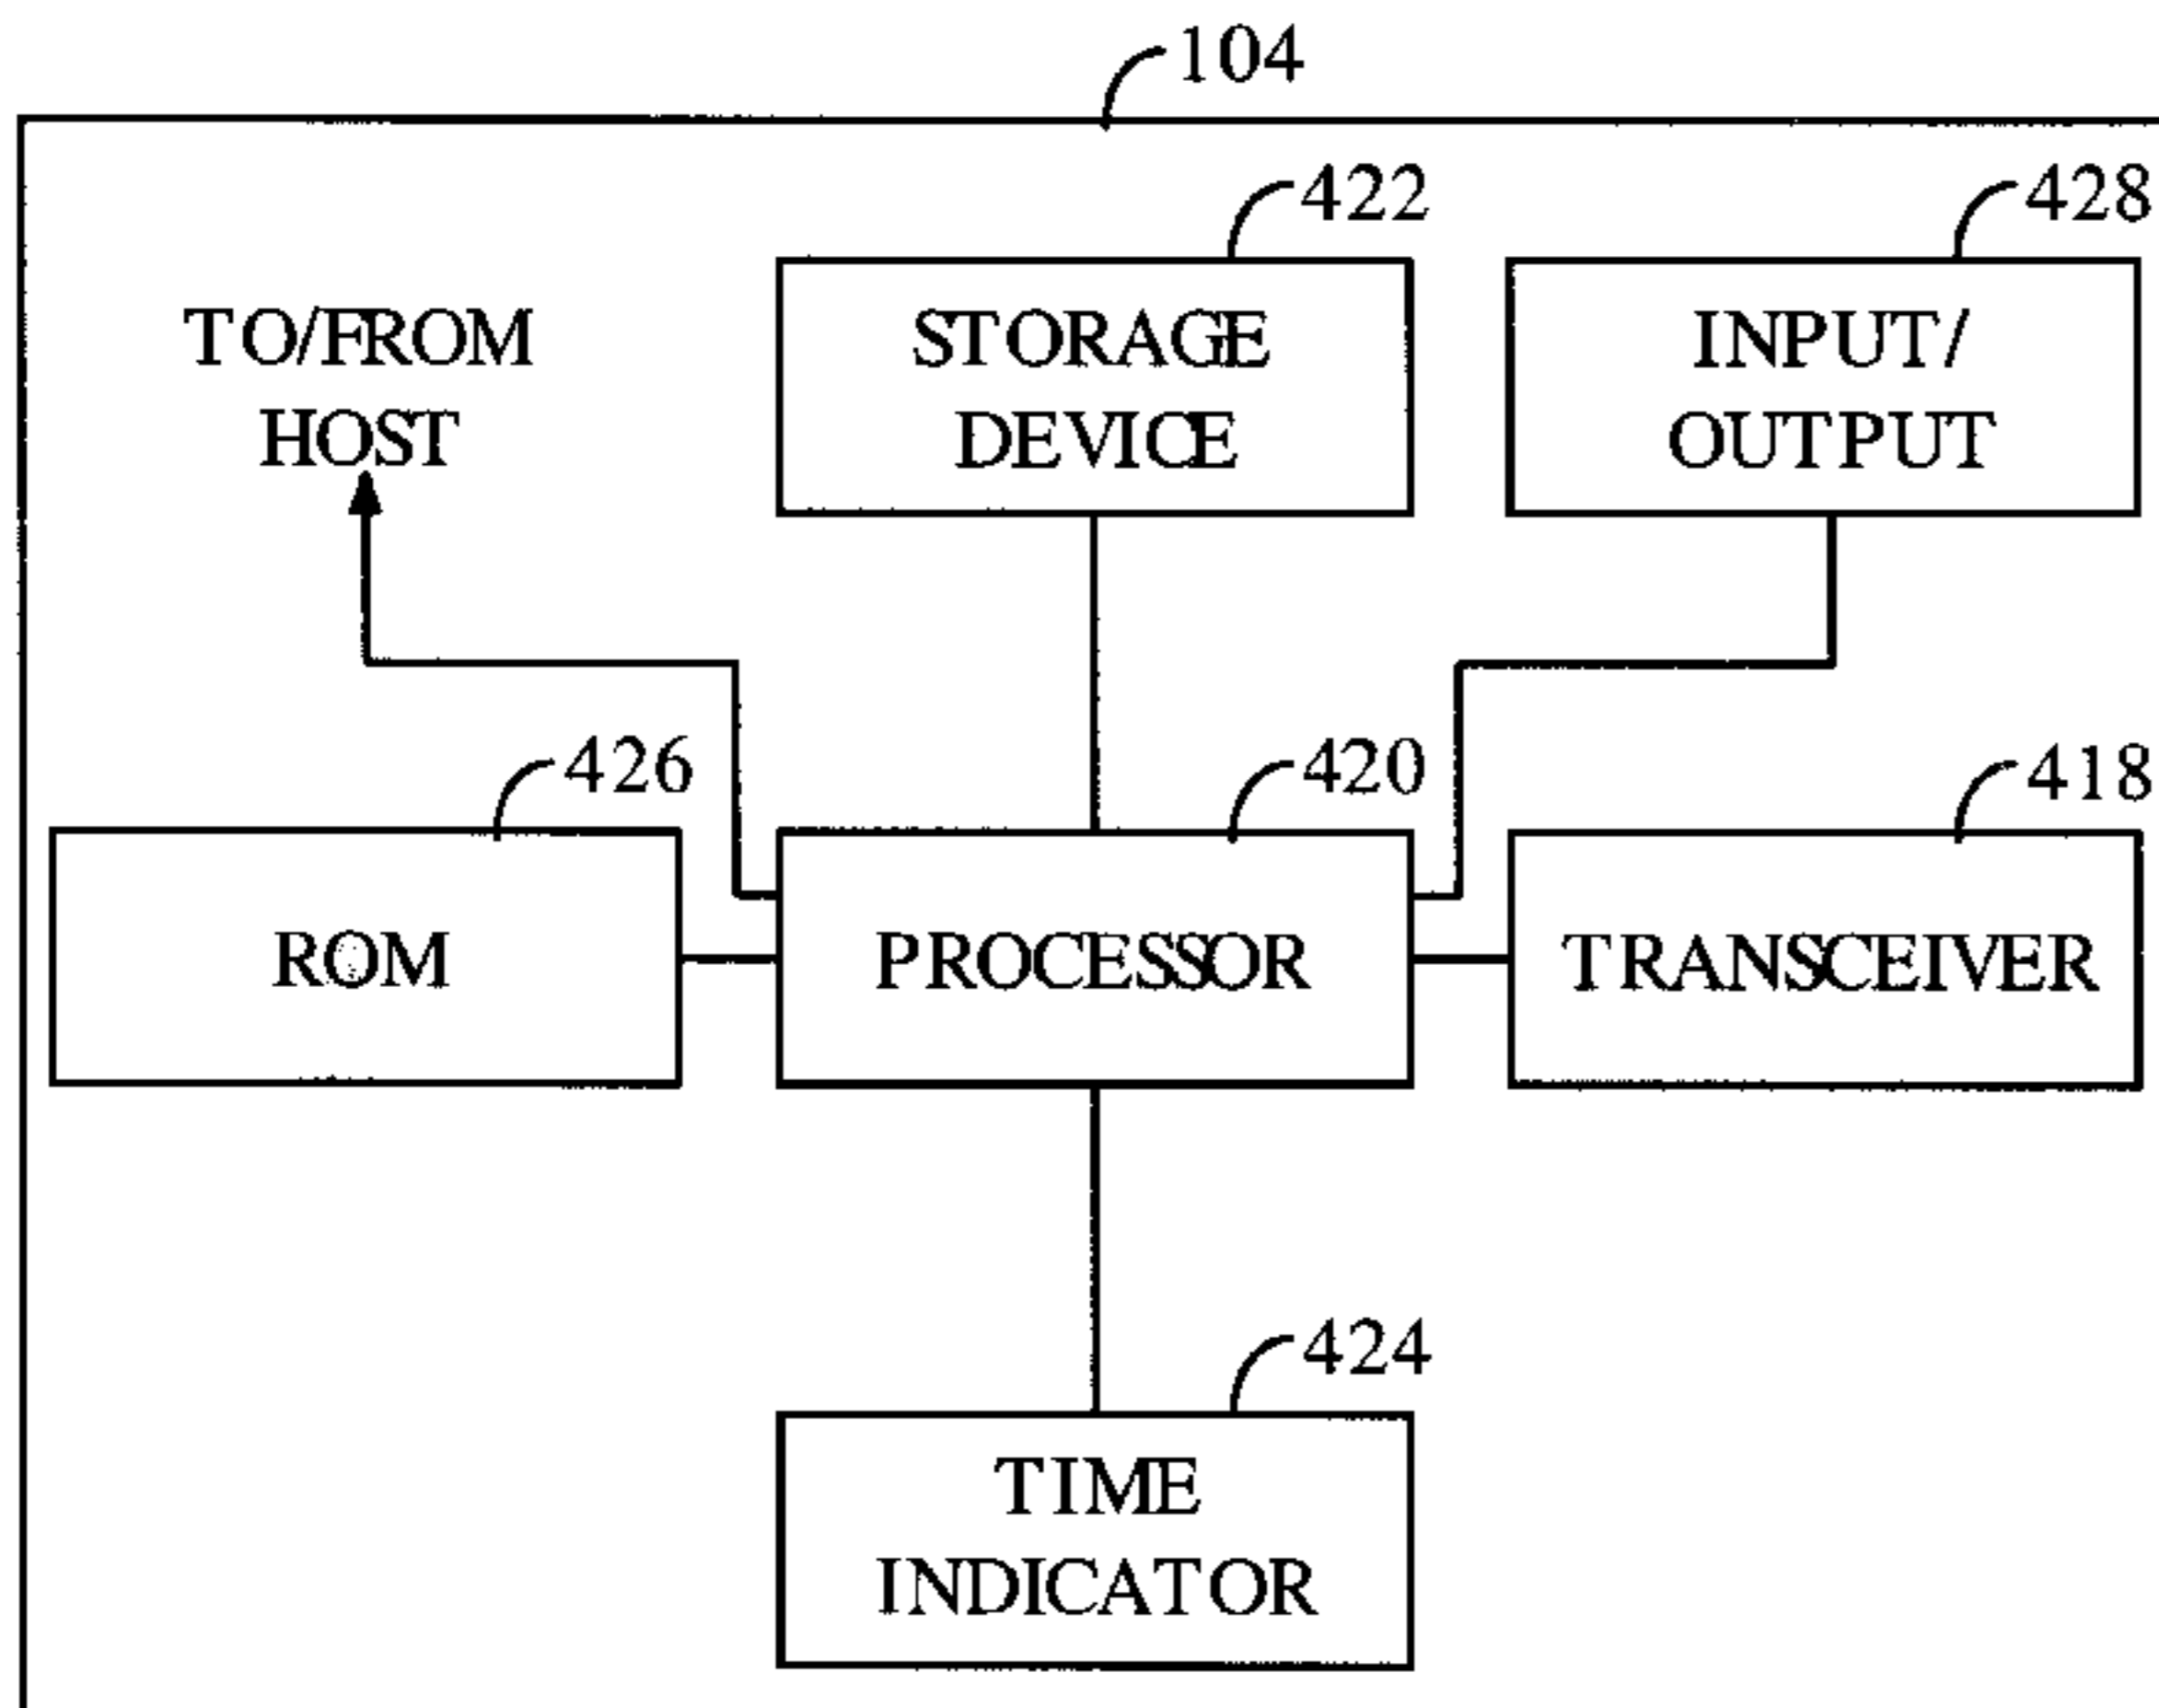 104
422
428
TO/FROM
HOST
STORAGE
DEVICE
INPUT/
OUTPUT
426
420
418
ROM
PROCESSOR
TRANSCEIVER
424
TIME
INDICATOR